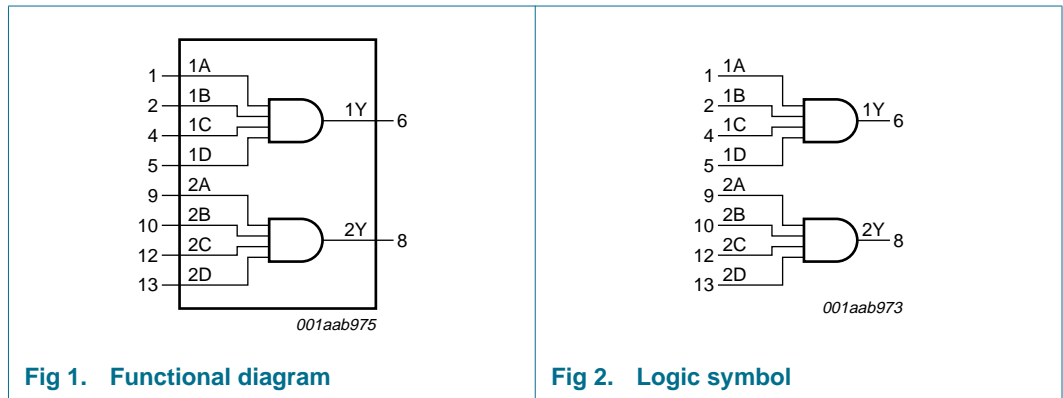 1 1A
2 1B
4 1C
5 1D
1Y 6
9 2A
10 2B
12 2C
13 2D
2Y 8
001aab975
Fig 1. Functional diagram
1 1A
2 1B
4 1C
5 1D
1Y 6
9 2A
10 2B
12 2C
13 2D
2Y 8
001aab973
Fig 2. Logic symbol